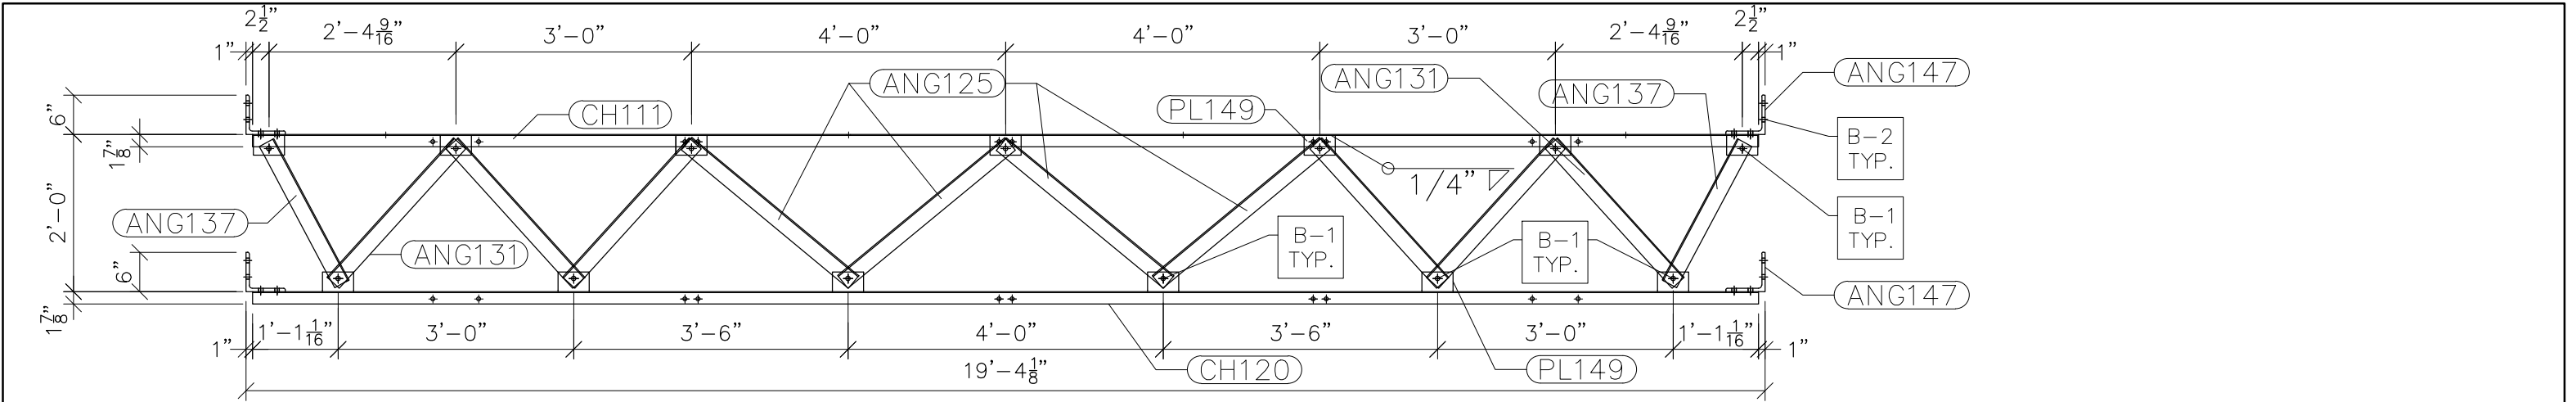 2 1/2"
2 1/2"
1"
2'-4 9/16"
3'-0"
4'-0"
4'-0"
3'-0"
2'-4 9/16"
1"
ANG125
ANG131
ANG137
ANG147
CH111
PL149
6"
1 7/8"
B-2
TYP.
1/4"
2'-0"
ANG137
ANG131
B-1
TYP.
B-1
TYP.
B-1
TYP.
6"
ANG147
1 7/8"
1"
1'-1 1/16"
3'-0"
3'-6"
4'-0"
3'-6"
3'-0"
1'-1 1/16"
1"
19'-4 1/8"
CH120
PL149